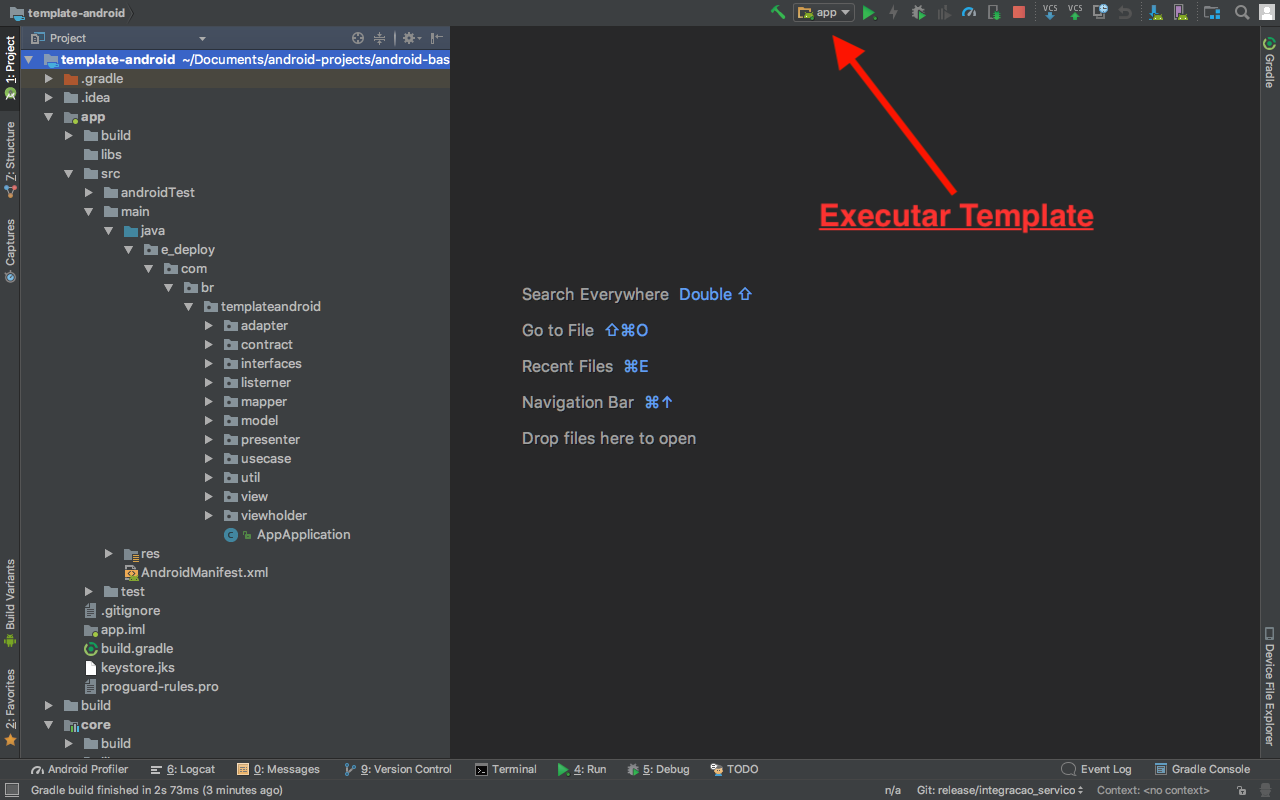 template-android
app
VCS
VCS
Project
1: Project
Gradle
template-android ~/Documents/android-projects/android-bas
.gradle
.idea
app
build
libs
Z: Structure
src
androidTest
main
Executar Template
java
Captures
e_deploy
com
br
Search Everywhere Double ⇧
templateandroid
adapter
Go to File ⇧⌘O
contract
interfaces
Recent Files ⌘E
listerner
mapper
Navigation Bar ⌘↑
model
presenter
Drop files here to open
usecase
util
view
viewholder
AppApplication
res
Build Variants
AndroidManifest.xml
test
.gitignore
app.iml
build.gradle
Device File Explorer
keystore.jks
proguard-rules.pro
2: Favorites
build
core
build
Android Profiler 6: Logcat 0: Messages 9: Version Control Terminal 4: Run 5: Debug TODO Event Log Gradle Console
Gradle build finished in 2s 73ms (3 minutes ago) n/a Git: release/integracao_servico Context: <no context>